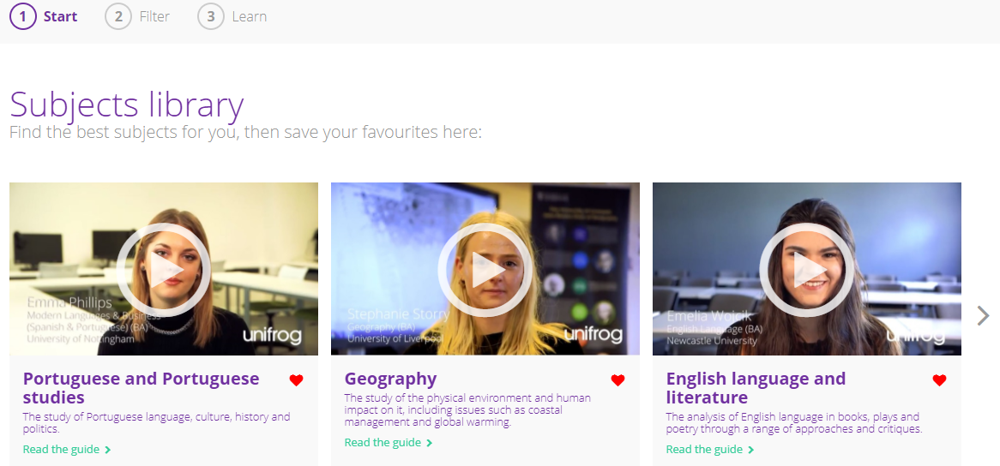 1 Start 2 Filter 3 Learn
Subjects library
Find the best subjects for you, then save your favourites here:
Emma Phillips
Modern Languages & Business
(Spanish & Portuguese) (BA)
University of Nottingham
unifrog
Portuguese and Portuguese
studies
The study of Portuguese language, culture, history and
politics.
Read the guide
Stephanie Storry
Geography (BA)
University of Liverpool
unifrog
Geography
The study of the physical environment and human
impact on it, including issues such as coastal
management and global warming.
Read the guide
Emelia Wojcik
English Language (BA)
Newcastle University
unifrog
English language and
literature
The analysis of English language in books, plays and
poetry through a range of approaches and critiques.
Read the guide